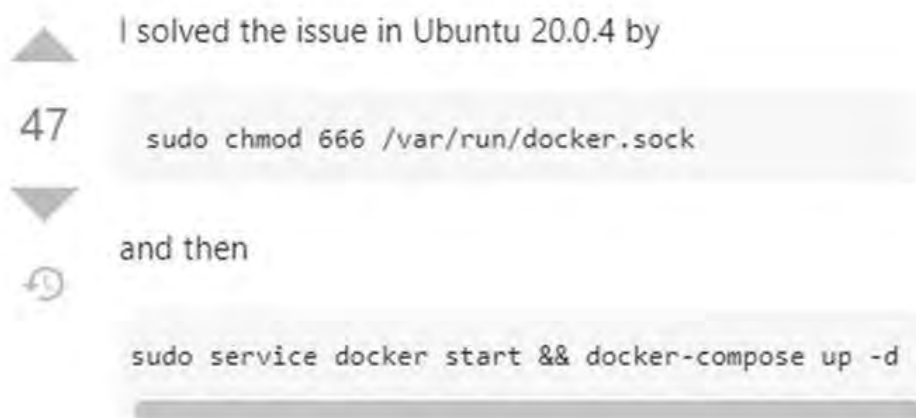 I solved the issue in Ubuntu 20.0.4 by
47
sudo chmod 666 /var/run/docker.sock
and then
sudo service docker start && docker-compose up -d